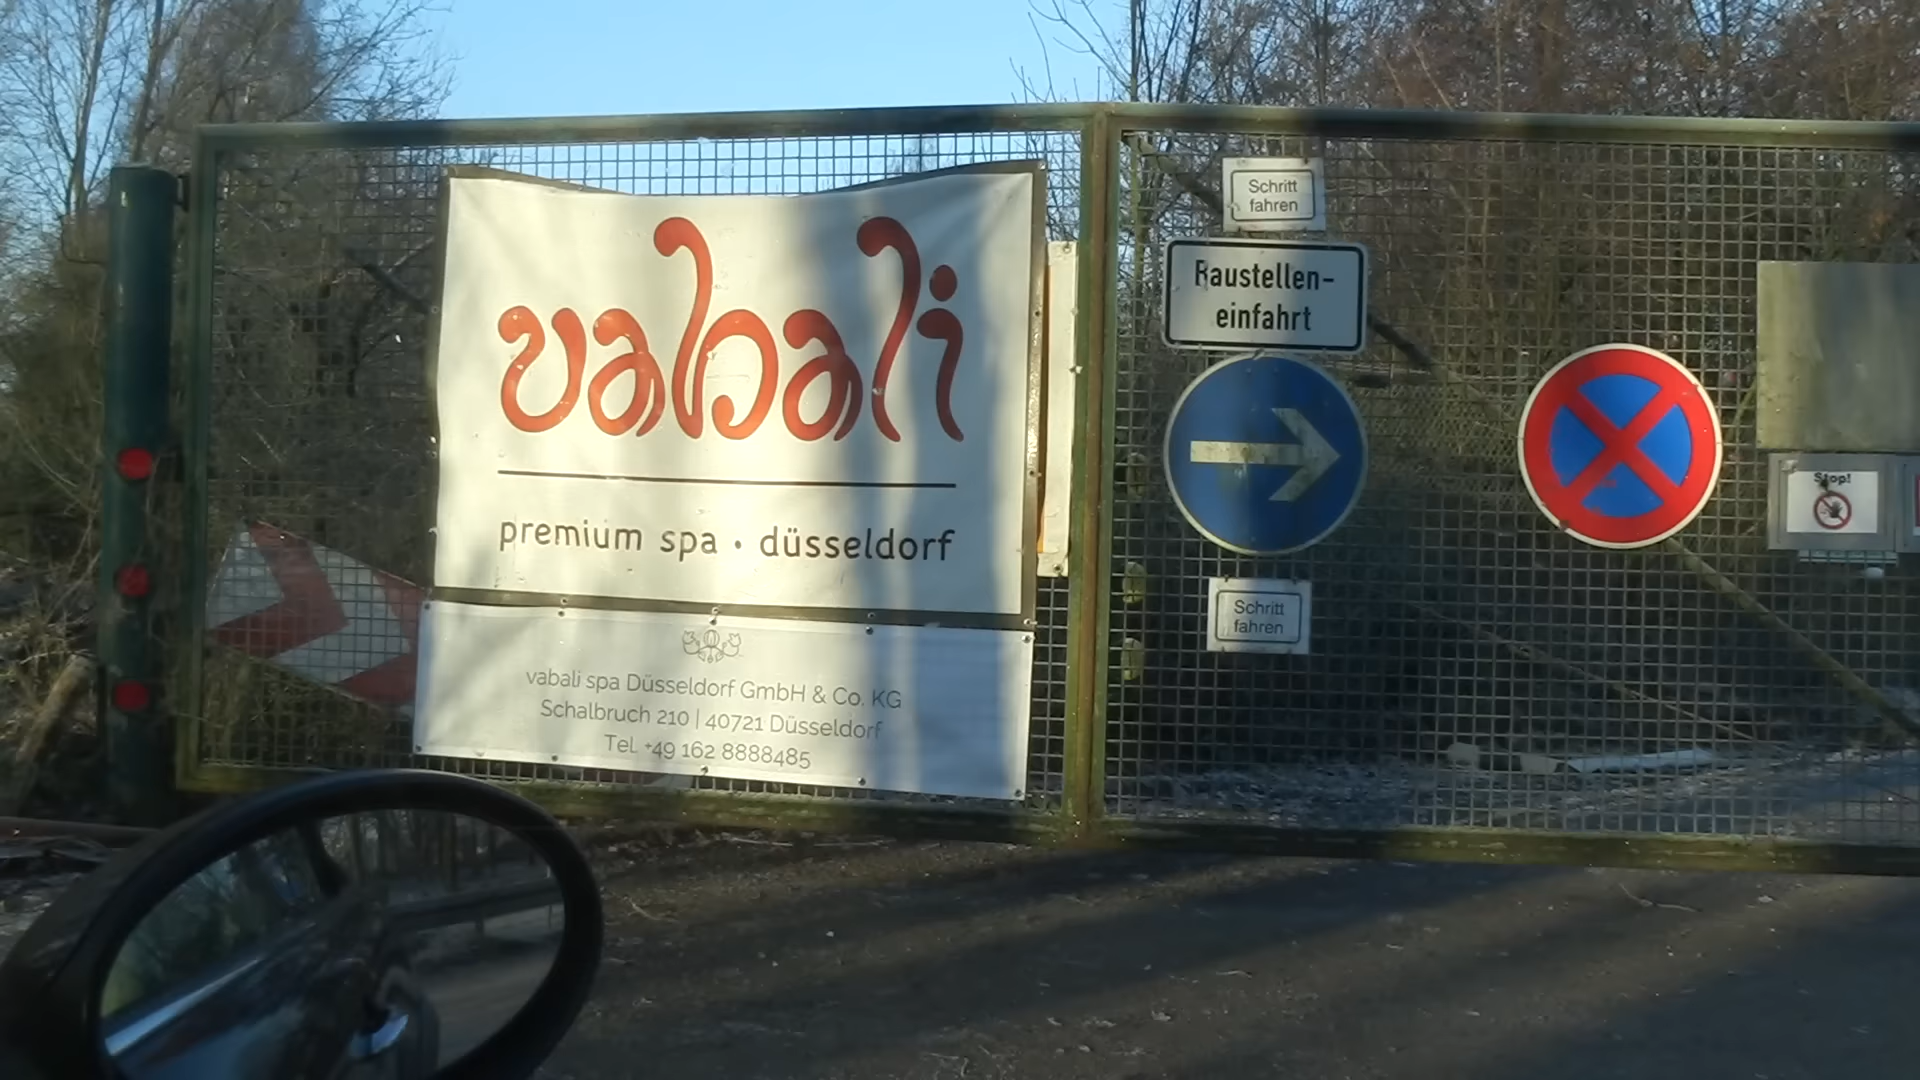 vabali
premium spa • düsseldorf
vabali spa Düsseldorf GmbH & Co. KG
Schalbruch 210 | 40721 Düsseldorf
Tel. +49 162 8888485
Schritt
fahren
Baustellen-
einfahrt
Schritt
fahren
Stop!